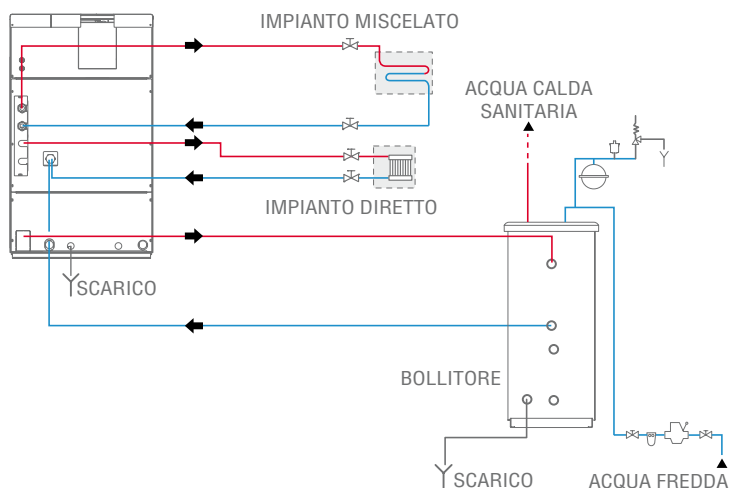 IMPIANTO MISCELATO
ACQUA CALDA
SANITARIA
IMPIANTO DIRETTO
SCARICO
BOLLITORE
SCARICO
ACQUA FREDDA